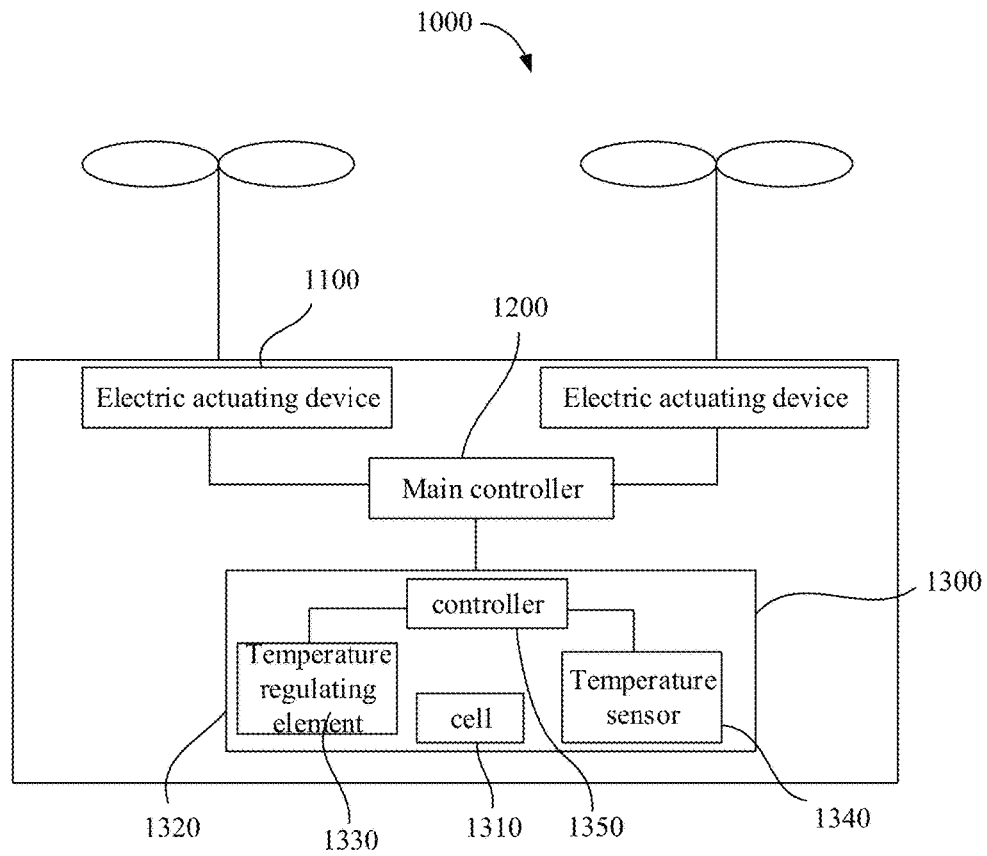 1000
1100
1200
Electric actuating device
Electric actuating device
Main controller
1300
controller
Temperature
regulating
element
cell
Temperature
sensor
1320
1330
1310
1350
1340